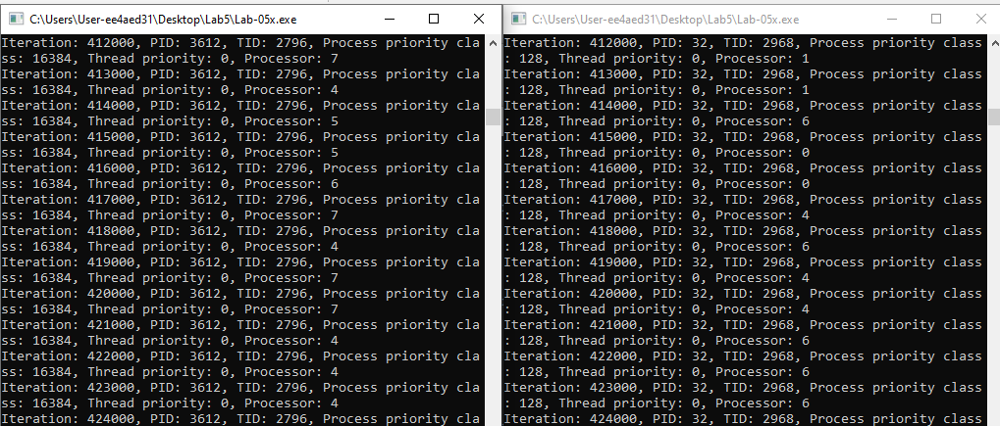 C:\Users\User-ee4aed31\Desktop\Lab5\Lab-05x.exe
Iteration: 412000, PID: 3612, TID: 2796, Process priority cla
ss: 16384, Thread priority: 0, Processor: 7
Iteration: 413000, PID: 3612, TID: 2796, Process priority cla
ss: 16384, Thread priority: 0, Processor: 4
Iteration: 414000, PID: 3612, TID: 2796, Process priority cla
ss: 16384, Thread priority: 0, Processor: 5
Iteration: 415000, PID: 3612, TID: 2796, Process priority cla
ss: 16384, Thread priority: 0, Processor: 5
Iteration: 416000, PID: 3612, TID: 2796, Process priority cla
ss: 16384, Thread priority: 0, Processor: 6
Iteration: 417000, PID: 3612, TID: 2796, Process priority cla
ss: 16384, Thread priority: 0, Processor: 7
Iteration: 418000, PID: 3612, TID: 2796, Process priority cla
ss: 16384, Thread priority: 0, Processor: 4
Iteration: 419000, PID: 3612, TID: 2796, Process priority cla
ss: 16384, Thread priority: 0, Processor: 7
Iteration: 420000, PID: 3612, TID: 2796, Process priority cla
ss: 16384, Thread priority: 0, Processor: 7
Iteration: 421000, PID: 3612, TID: 2796, Process priority cla
ss: 16384, Thread priority: 0, Processor: 4
Iteration: 422000, PID: 3612, TID: 2796, Process priority cla
ss: 16384, Thread priority: 0, Processor: 4
Iteration: 423000, PID: 3612, TID: 2796, Process priority cla
ss: 16384, Thread priority: 0, Processor: 4
Iteration: 424000, PID: 3612, TID: 2796, Process priority cla
C:\Users\User-ee4aed31\Desktop\Lab5\Lab-05x.exe
Iteration: 412000, PID: 32, TID: 2968, Process priority class
: 128, Thread priority: 0, Processor: 1
Iteration: 413000, PID: 32, TID: 2968, Process priority class
: 128, Thread priority: 0, Processor: 1
Iteration: 414000, PID: 32, TID: 2968, Process priority class
: 128, Thread priority: 0, Processor: 6
Iteration: 415000, PID: 32, TID: 2968, Process priority class
: 128, Thread priority: 0, Processor: 0
Iteration: 416000, PID: 32, TID: 2968, Process priority class
: 128, Thread priority: 0, Processor: 0
Iteration: 417000, PID: 32, TID: 2968, Process priority class
: 128, Thread priority: 0, Processor: 4
Iteration: 418000, PID: 32, TID: 2968, Process priority class
: 128, Thread priority: 0, Processor: 6
Iteration: 419000, PID: 32, TID: 2968, Process priority class
: 128, Thread priority: 0, Processor: 4
Iteration: 420000, PID: 32, TID: 2968, Process priority class
: 128, Thread priority: 0, Processor: 4
Iteration: 421000, PID: 32, TID: 2968, Process priority class
: 128, Thread priority: 0, Processor: 6
Iteration: 422000, PID: 32, TID: 2968, Process priority class
: 128, Thread priority: 0, Processor: 6
Iteration: 423000, PID: 32, TID: 2968, Process priority class
: 128, Thread priority: 0, Processor: 6
Iteration: 424000, PID: 32, TID: 2968, Process priority class